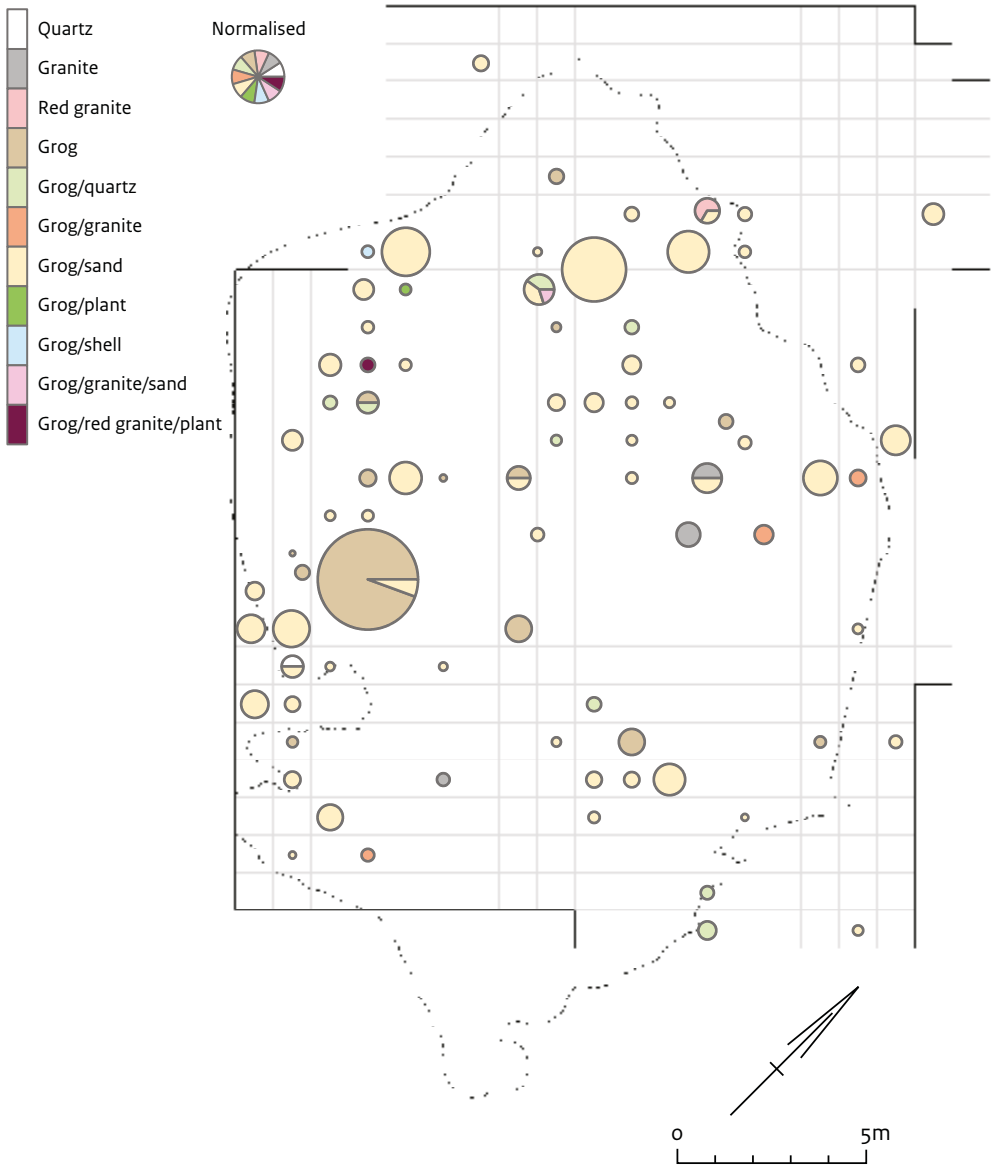 Quartz
Granite
Red granite
Grog
Grog/quartz
Grog/granite
Grog/sand
Grog/plant
Grog/shell
Grog/granite/sand
Grog/red granite/plant
Normalised
0 5m